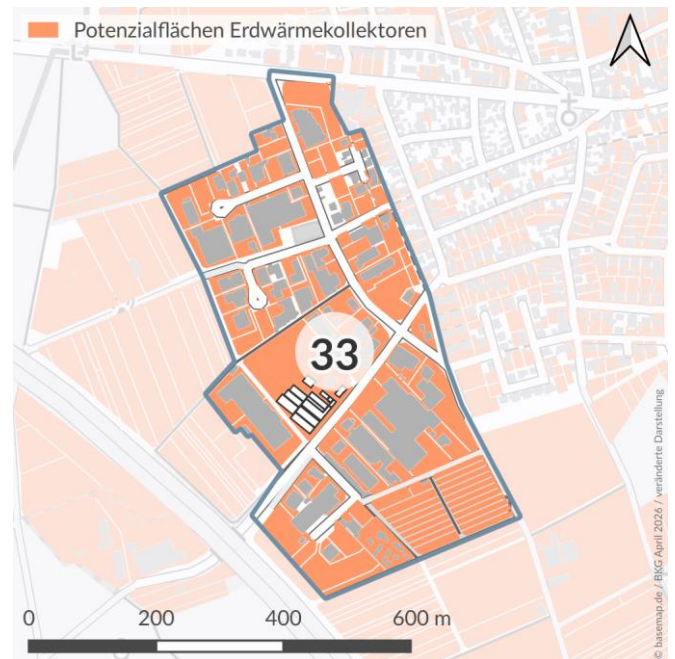 Potenzialflächen Erdwärmekollektoren
33
0 200 400 600 m
© basemap.de / BKG April 2026 / veränderte Darstellung